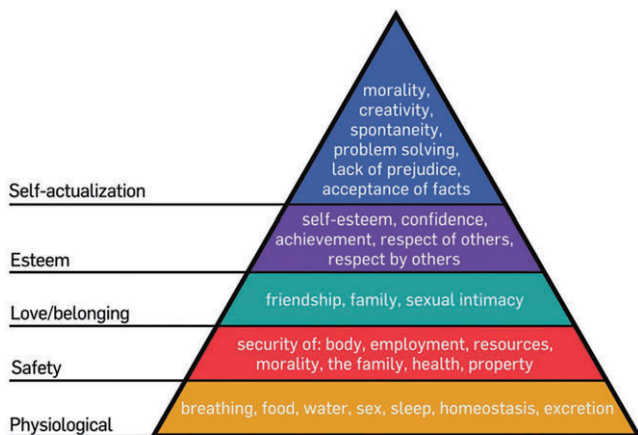 morality,
creativity,
spontaneity,
problem solving,
lack of prejudice,
acceptance of facts
Self-actualization
self-esteem, confidence,
achievement, respect of others,
respect by others
Esteem
friendship, family, sexual intimacy
Love/belonging
security of: body, employment, resources,
morality, the family, health, property
Safety
breathing, food, water, sex, sleep, homeostasis, excretion
Physiological